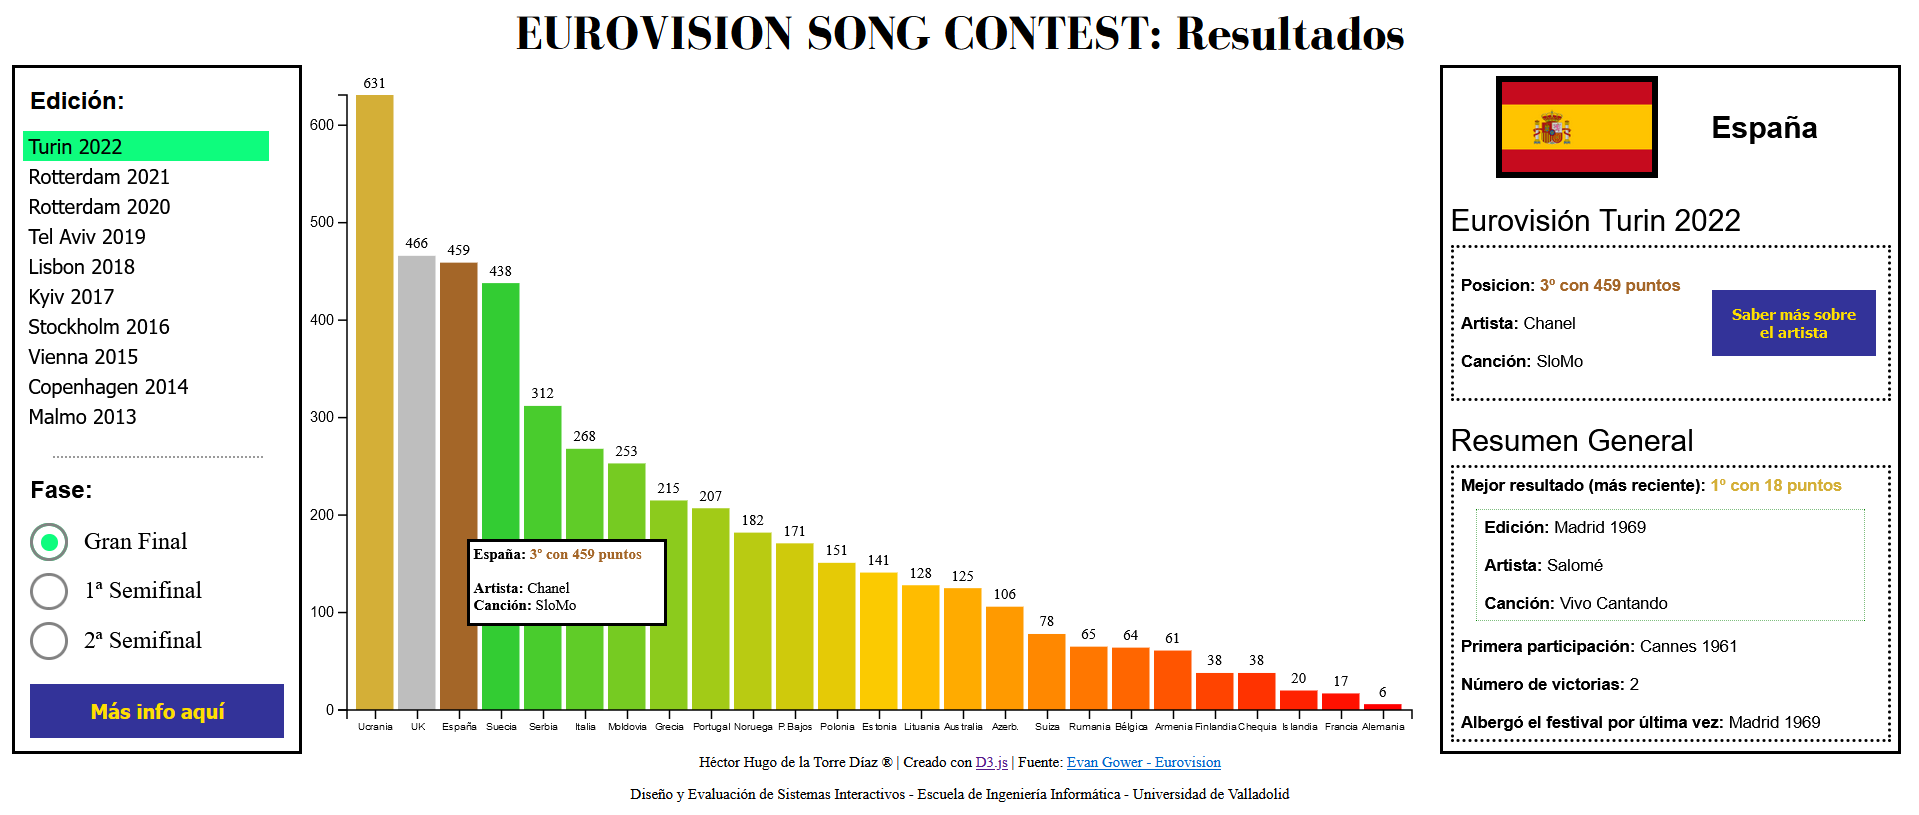 EUROVISION SONG CONTEST: Resultados
Edición:
Turin 2022
Rotterdam 2021
Rotterdam 2020
Tel Aviv 2019
Lisbon 2018
Kyiv 2017
Stockholm 2016
Vienna 2015
Copenhagen 2014
Malmo 2013
Fase:
Gran Final
1ª Semifinal
2ª Semifinal
Más info aquí
600
500
400
300
200
100
0
631
466
459
438
312
268
253
215
207
182
171
151
141
128
125
106
78
65
64
61
38
38
20
17
6
España: 3º con 459 puntos
Artista: Chanel
Canción: SloMo
Ucrania UK España Suecia Serbia Italia Moldovia Grecia Portugal Noruega P.Bajos Polonia Estonia Lituania Australia Azerb. Suiza Rumania Bélgica Armenia Finlandia Chequia Islandia Francia Alemania
España
Eurovisión Turin 2022
Posicion: 3º con 459 puntos
Artista: Chanel
Canción: SloMo
Saber más sobre
el artista
Resumen General
Mejor resultado (más reciente): 1º con 18 puntos
Edición: Madrid 1969
Artista: Salomé
Canción: Vivo Cantando
Primera participación: Cannes 1961
Número de victorias: 2
Albergó el festival por última vez: Madrid 1969
Héctor Hugo de la Torre Díaz ® | Creado con D3.js | Fuente: Evan Gower - Eurovision
Diseño y Evaluación de Sistemas Interactivos - Escuela de Ingeniería Informática - Universidad de Valladolid